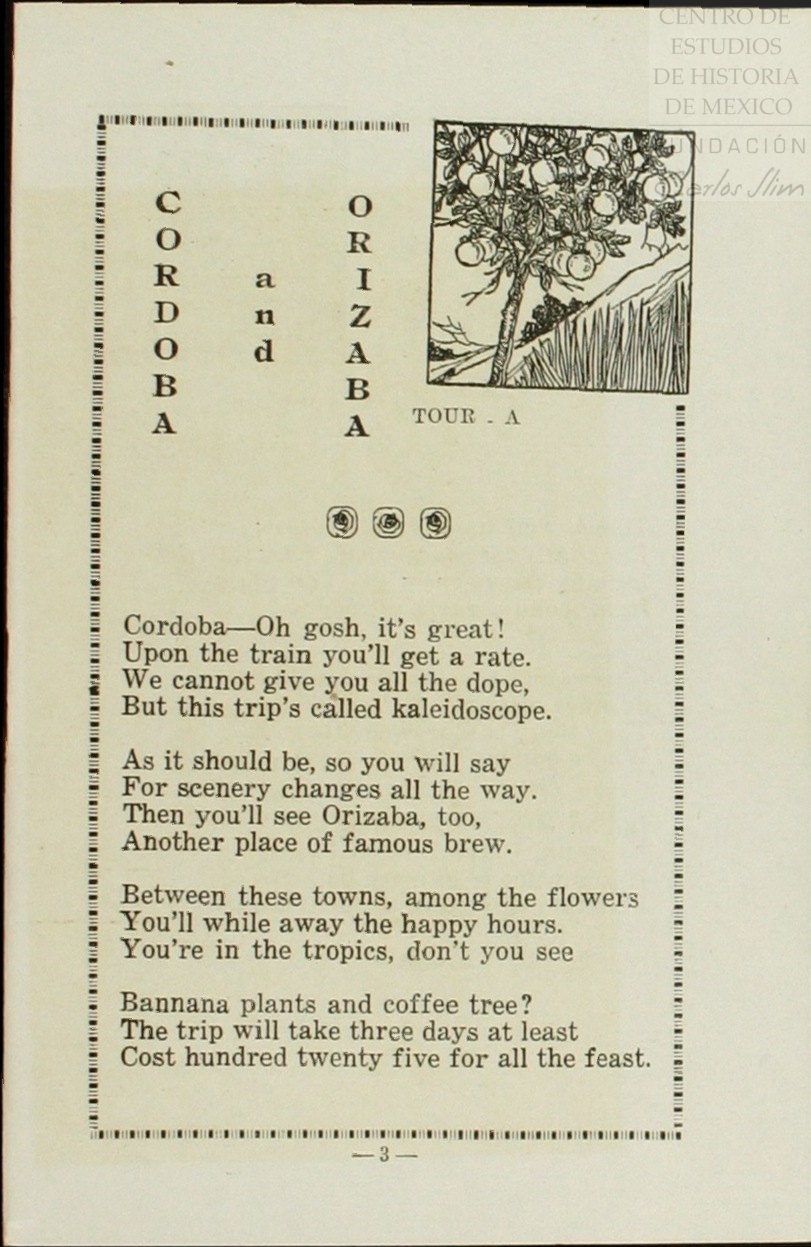 CENTRO DE
ESTUDIOS
DE HISTORIA
DE MEXICO
FUNDACIÓN
Carlos Slim
CORDOBA
and
ORIZABA
TOUR - A
Cordoba—Oh gosh, it's great!
Upon the train you'll get a rate.
We cannot give you all the dope,
But this trip's called kaleidoscope.
As it should be, so you will say
For scenery changes all the way.
Then you'll see Orizaba, too,
Another place of famous brew.
Between these towns, among the flowers
You'll while away the happy hours.
You're in the tropics, don't you see
Bannana plants and coffee tree?
The trip will take three days at least
Cost hundred twenty five for all the feast.
— 3 —